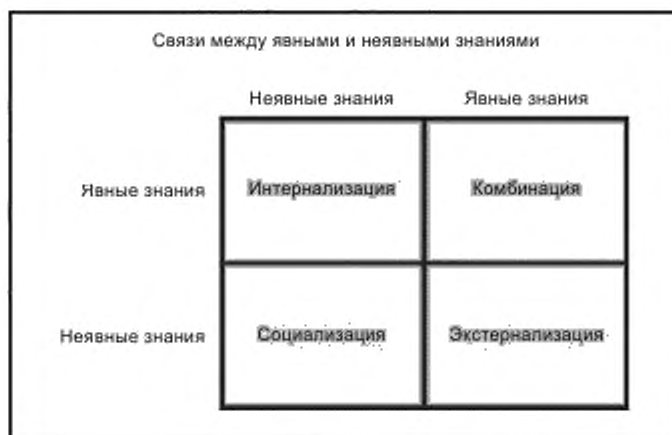 Связи между явными и неявными знаниями
Неявные знания Явные знания
Явные знания Интернализация Комбинация
Неявные знания Социализация Экстернализация